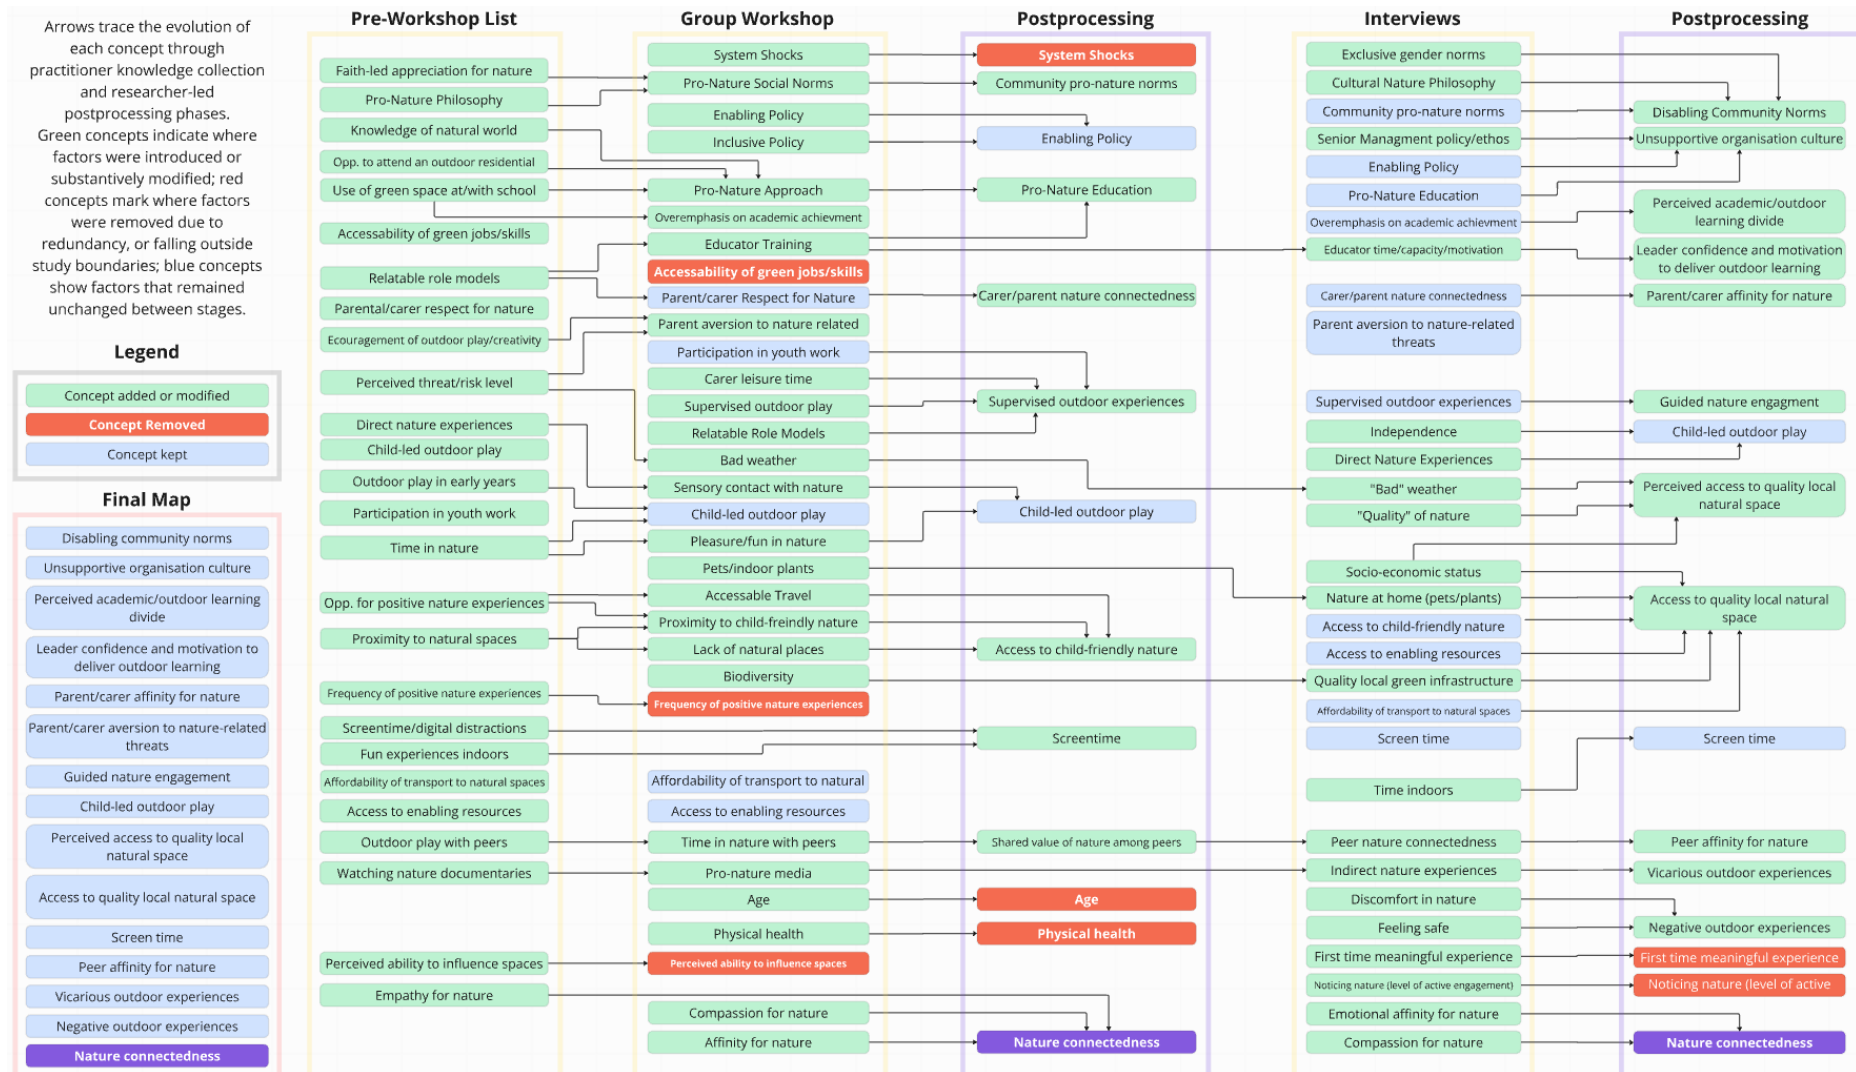 Arrows trace the evolution of
each concept through
practitioner knowledge collection
and researcher-led
postprocessing phases.
Green concepts indicate where
factors were introduced or
substantively modified; red
concepts mark where factors
were removed due to
redundancy, or falling outside
study boundaries; blue concepts
show factors that remained
unchanged between stages.
Legend
Concept added or modified
Concept Removed
Concept kept
Final Map
Disabling community norms
Unsupportive organisation culture
Perceived academic/outdoor learning
divide
Leader confidence and motivation to
deliver outdoor learning
Parent/carer affinity for nature
Parent/carer aversion to nature-related
threats
Guided nature engagement
Child-led outdoor play
Perceived access to quality local
natural space
Access to quality local natural space
Screen time
Peer affinity for nature
Vicarious outdoor experiences
Negative outdoor experiences
Nature connectedness
Pre-Workshop List
Faith-led appreciation for nature
Pro-Nature Philosophy
Knowledge of natural world
Opp. to attend an outdoor residential
Use of green space at/with school
Accessability of green jobs/skills
Relatable role models
Parental/carer respect for nature
Ecouragement of outdoor play/creativity
Perceived threat/risk level
Direct nature experiences
Child-led outdoor play
Outdoor play in early years
Participation in youth work
Time in nature
Opp. for positive nature experiences
Proximity to natural spaces
Frequency of positive nature experiences
Screentime/digital distractions
Fun experiences indoors
Affordability of transport to natural spaces
Access to enabling resources
Outdoor play with peers
Watching nature documentaries
Perceived ability to influence spaces
Empathy for nature
Group Workshop
System Shocks
Pro-Nature Social Norms
Enabling Policy
Inclusive Policy
Pro-Nature Approach
Overemphasis on academic achievment
Educator Training
Accessability of green jobs/skills
Parent/carer Respect for Nature
Parent aversion to nature related
Participation in youth work
Carer leisure time
Supervised outdoor play
Relatable Role Models
Bad weather
Sensory contact with nature
Child-led outdoor play
Pleasure/fun in nature
Pets/indoor plants
Accessable Travel
Proximity to child-freindly nature
Lack of natural places
Biodiversity
Frequency of positive nature experiences
Affordability of transport to natural
Access to enabling resources
Time in nature with peers
Pro-nature media
Age
Physical health
Perceived ability to influence spaces
Compassion for nature
Affinity for nature
Postprocessing
System Shocks
Community pro-nature norms
Enabling Policy
Pro-Nature Education
Carer/parent nature connectedness
Supervised outdoor experiences
Child-led outdoor play
Access to child-friendly nature
Screentime
Shared value of nature among peers
Age
Physical health
Nature connectedness
Interviews
Exclusive gender norms
Cultural Nature Philosophy
Community pro-nature norms
Senior Managment policy/ethos
Enabling Policy
Pro-Nature Education
Overemphasis on academic achievment
Educator time/capacity/motivation
Carer/parent nature connectedness
Parent aversion to nature-related
threats
Supervised outdoor experiences
Independence
Direct Nature Experiences
"Bad" weather
"Quality" of nature
Socio-economic status
Nature at home (pets/plants)
Access to child-friendly nature
Access to enabling resources
Quality local green infrastructure
Affordability of transport to natural spaces
Screen time
Time indoors
Peer nature connectedness
Indirect nature experiences
Discomfort in nature
Feeling safe
First time meaningful experience
Noticing nature (level of active engagement)
Emotional affinity for nature
Compassion for nature
Postprocessing
Disabling Community Norms
Unsupportive organisation culture
Perceived academic/outdoor
learning divide
Leader confidence and motivation
to deliver outdoor learning
Parent/carer affinity for nature
Guided nature engagment
Child-led outdoor play
Perceived access to quality local
natural space
Access to quality local natural
space
Screen time
Peer affinity for nature
Vicarious outdoor experiences
Negative outdoor experiences
First time meaningful experience
Noticing nature (level of active
Nature connectedness